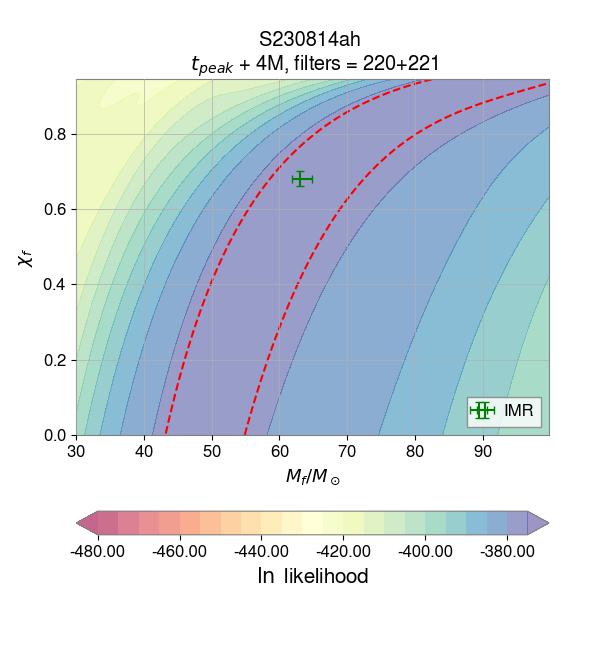 S230814ah
t_peak + 4M, filters = 220+221
χ_f
0.8
0.6
0.4
0.2
0.0
30 40 50 60 70 80 90
M_f/M_⊙
IMR
-480.00 -460.00 -440.00 -420.00 -400.00 -380.00
ln likelihood